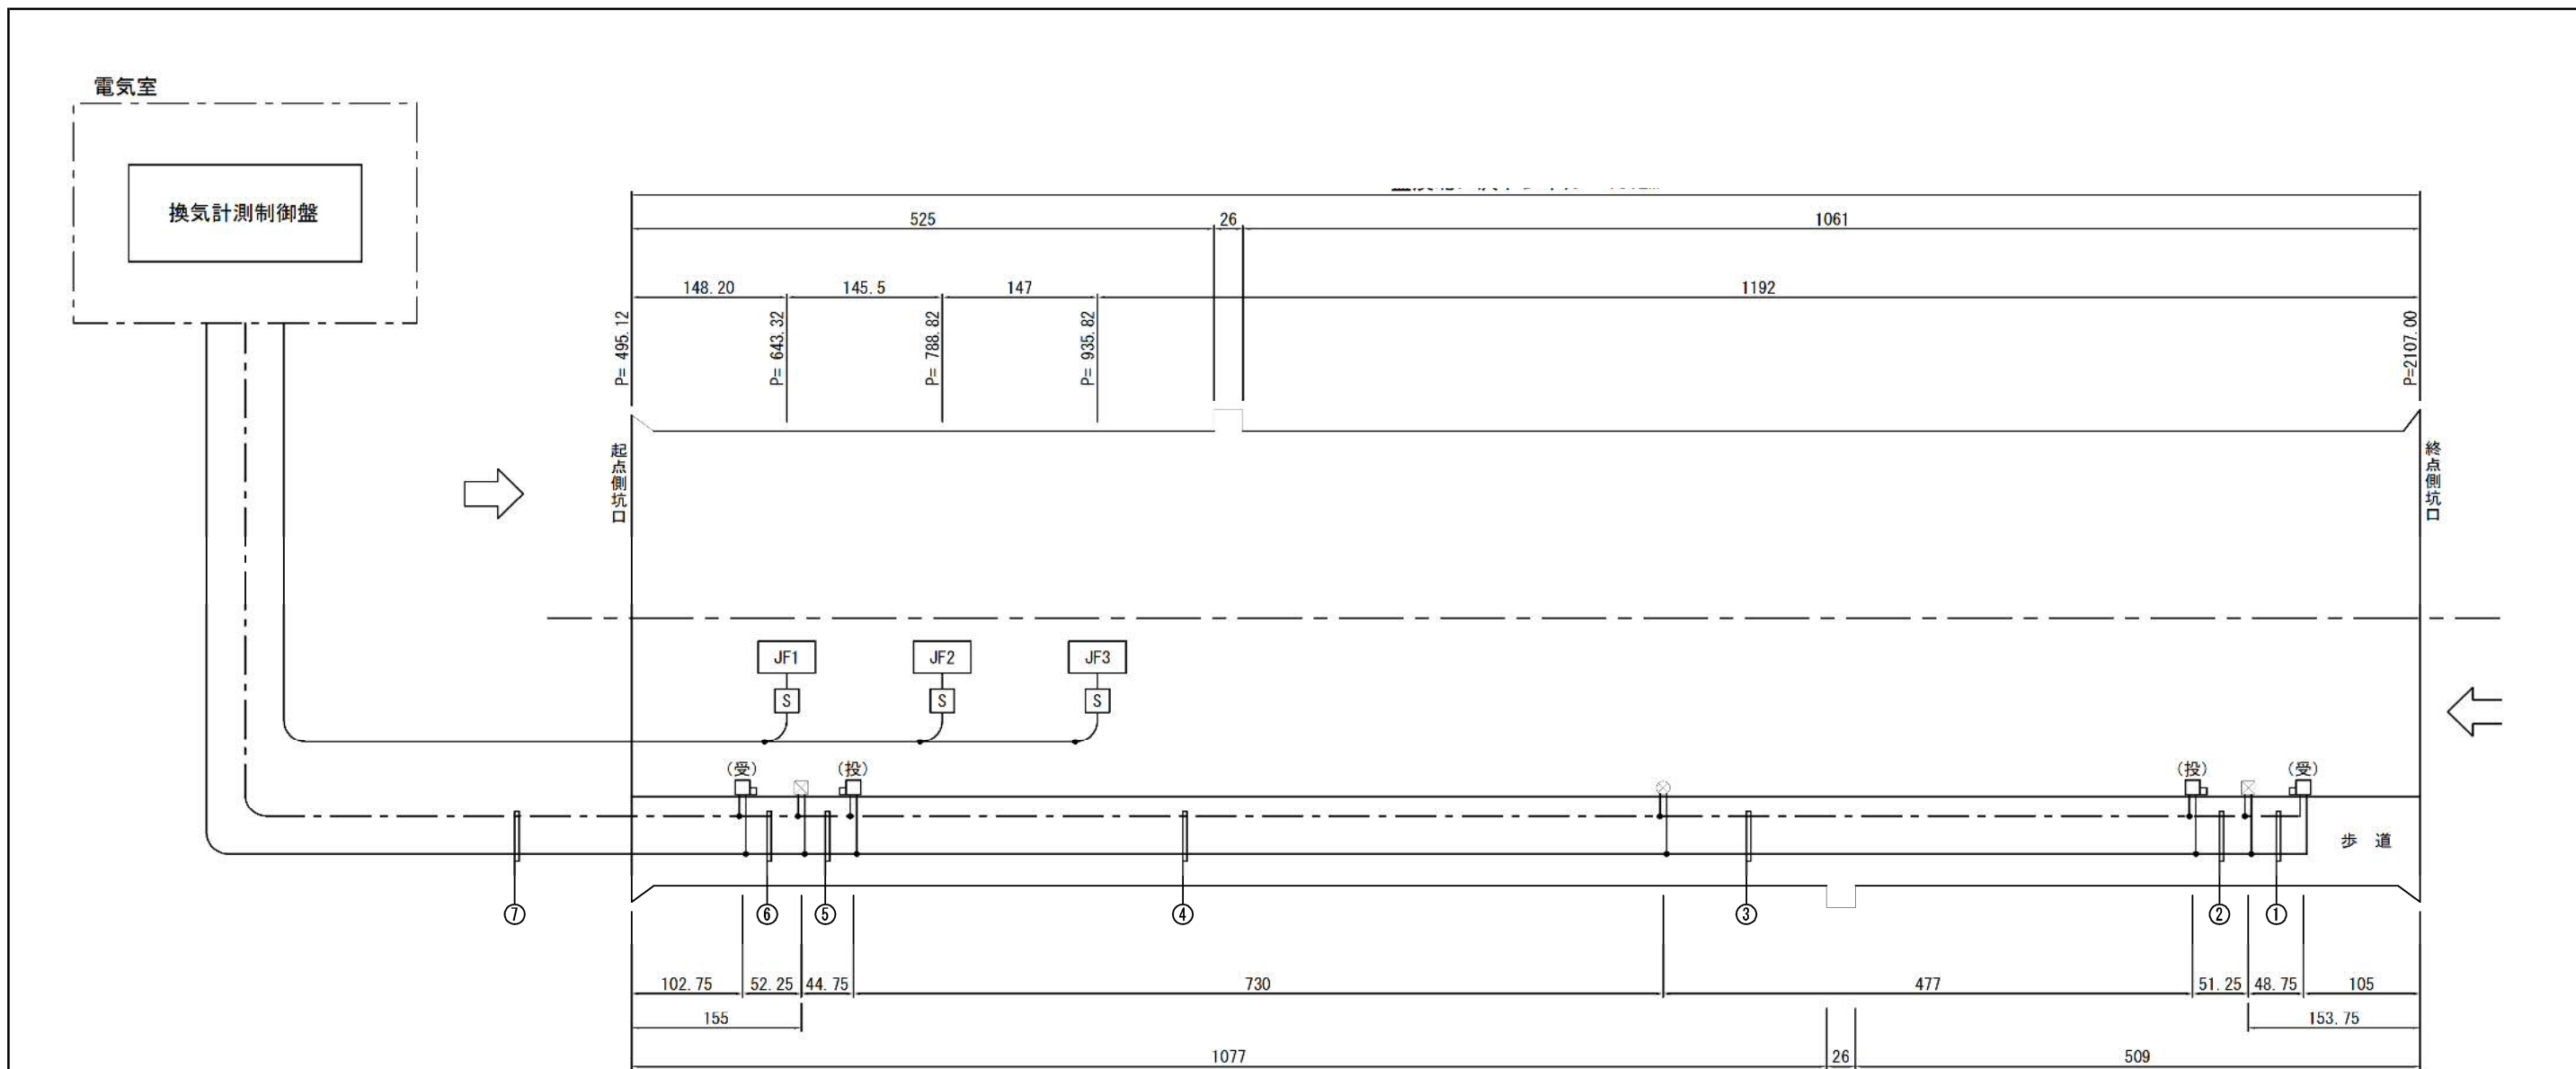 電気室
換気計測制御盤
525
26
1061
148.20
145.5
147
1192
P= 495.12
P= 643.32
P= 788.82
P= 935.82
P=2107.00
起点側坑口
終点側坑口
JF1
JF2
JF3
S
S
S
(受)
(投)
(投)
(受)
歩 道
⑦
⑥
⑤
④
③
②
①
102.75
52.25
44.75
730
477
51.25
48.75
105
155
153.75
1077
26
509